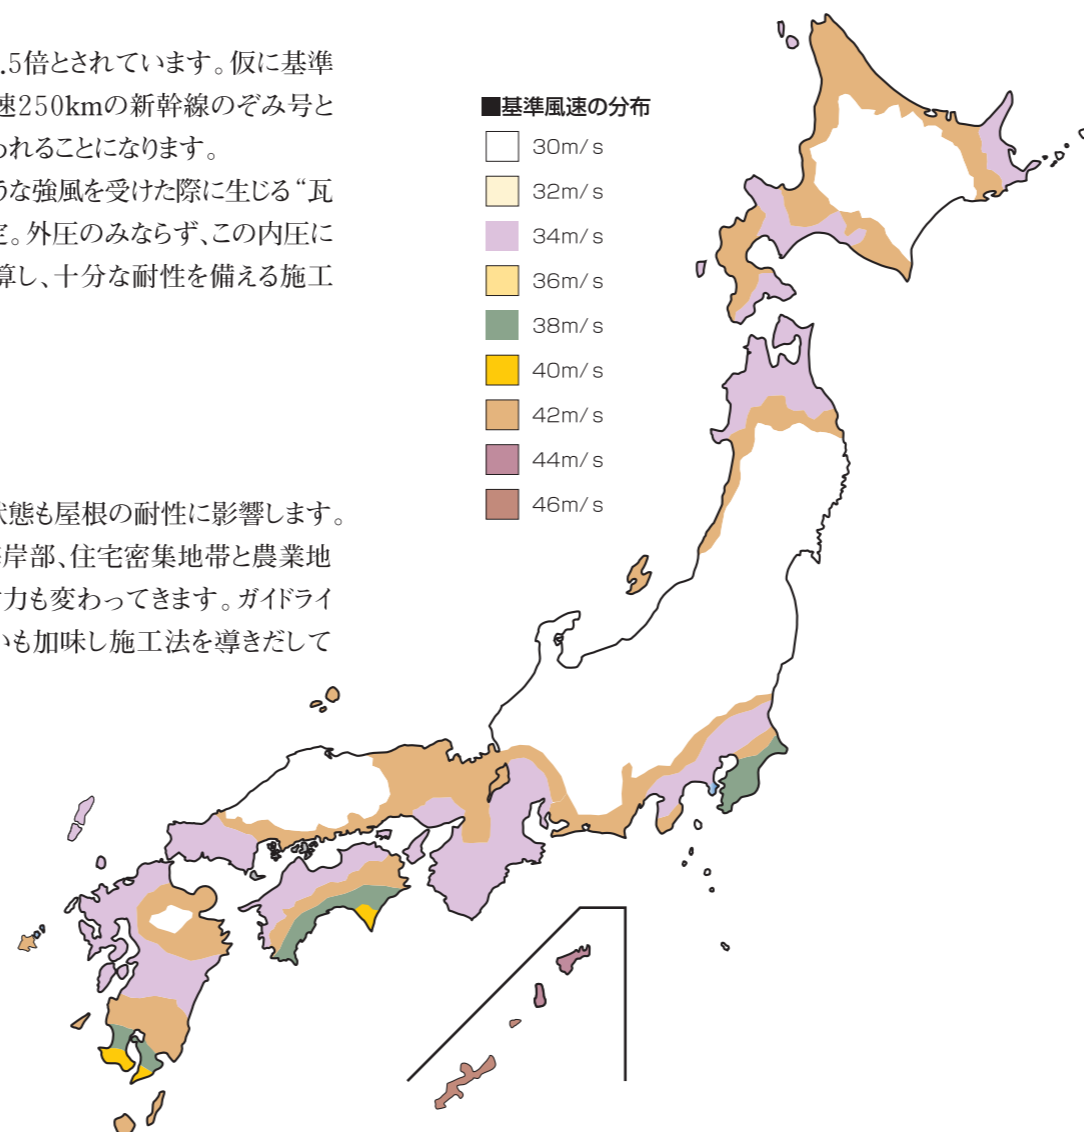 .5倍とされています。仮に基準
速250kmの新幹線のぞみ号と
われることになります。
うな強風を受けた際に生じる“瓦
定。外圧のみならず、この内圧に
算し、十分な耐性を備える施工
状態も屋根の耐性に影響します。
岸部、住宅密集地帯と農業地
力も変わってきます。ガイドライ
いも加味し施工法を導きだして
■基準風速の分布
30m/s
32m/s
34m/s
36m/s
38m/s
40m/s
42m/s
44m/s
46m/s